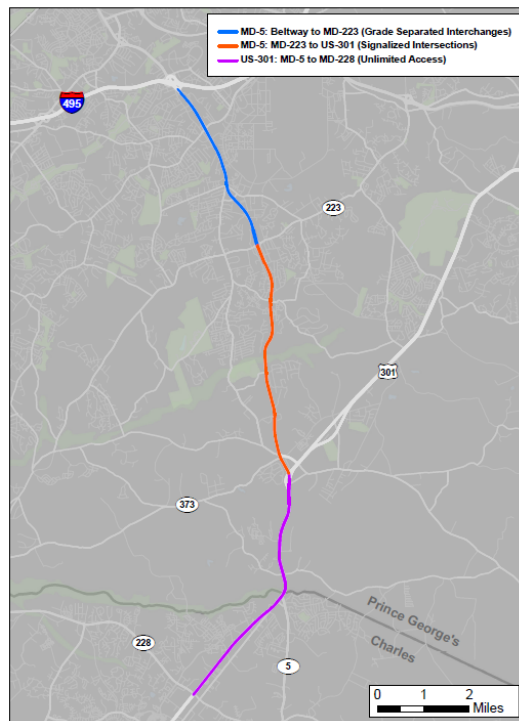 MD-5: Beltway to MD-223 (Grade Separated Interchanges)
MD-5: MD-223 to US-301 (Signalized Intersections)
US-301: MD-5 to MD-228 (Unlimited Access)
495
223
301
373
Prince George's
Charles
228
5
0 1 2
Miles